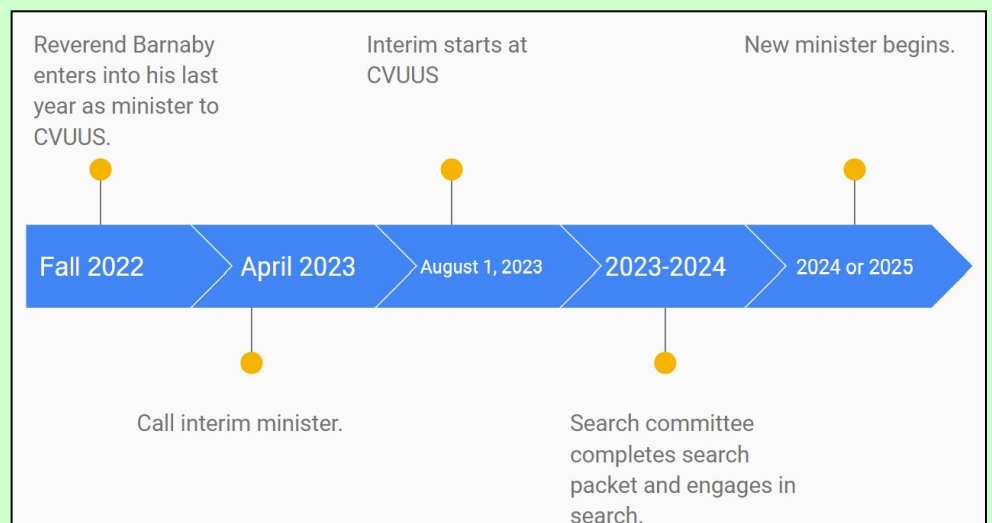 Reverend Barnaby
enters into his last
year as minister to
CVUUS.
Interim starts at
CVUUS
New minister begins.
Fall 2022
April 2023
August 1, 2023
2023-2024
2024 or 2025
Call interim minister.
Search committee
completes search
packet and engages in
search.